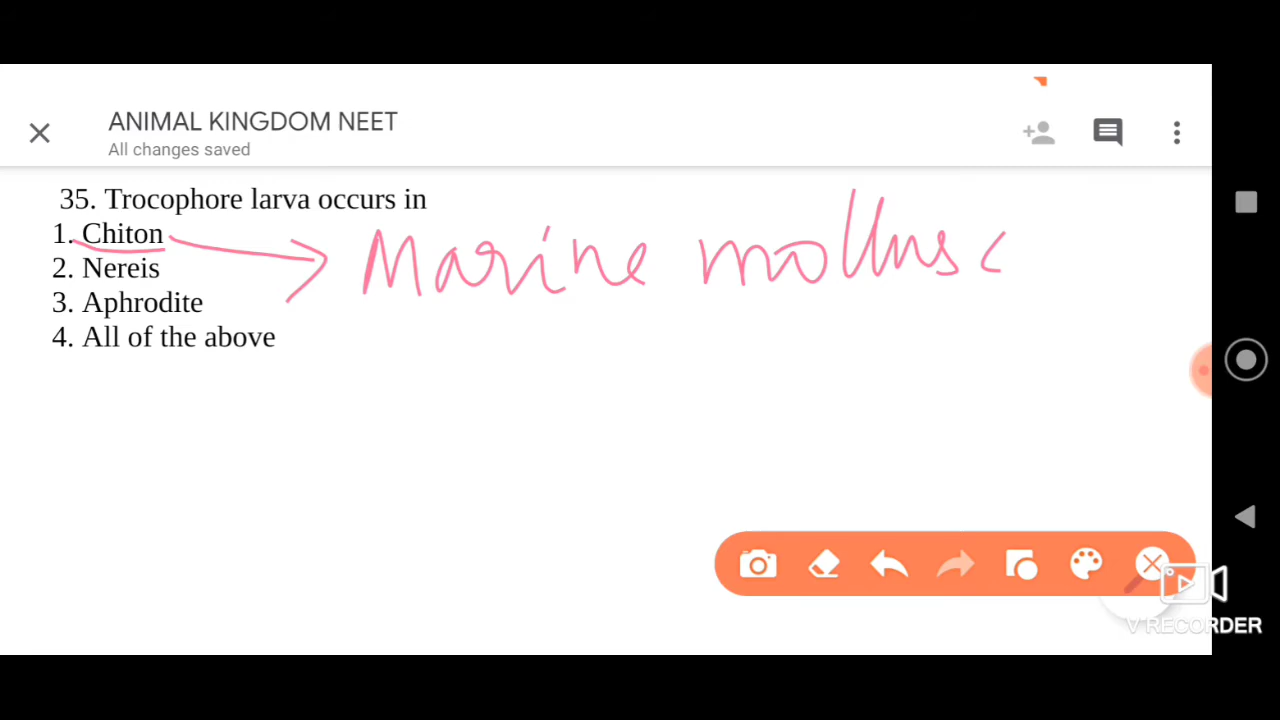 ANIMAL KINGDOM NEET
All changes saved
35. Trocophore larva occurs in
1. Chiton
Marine mollusc
2. Nereis
3. Aphrodite
4. All of the above
V RECORDER